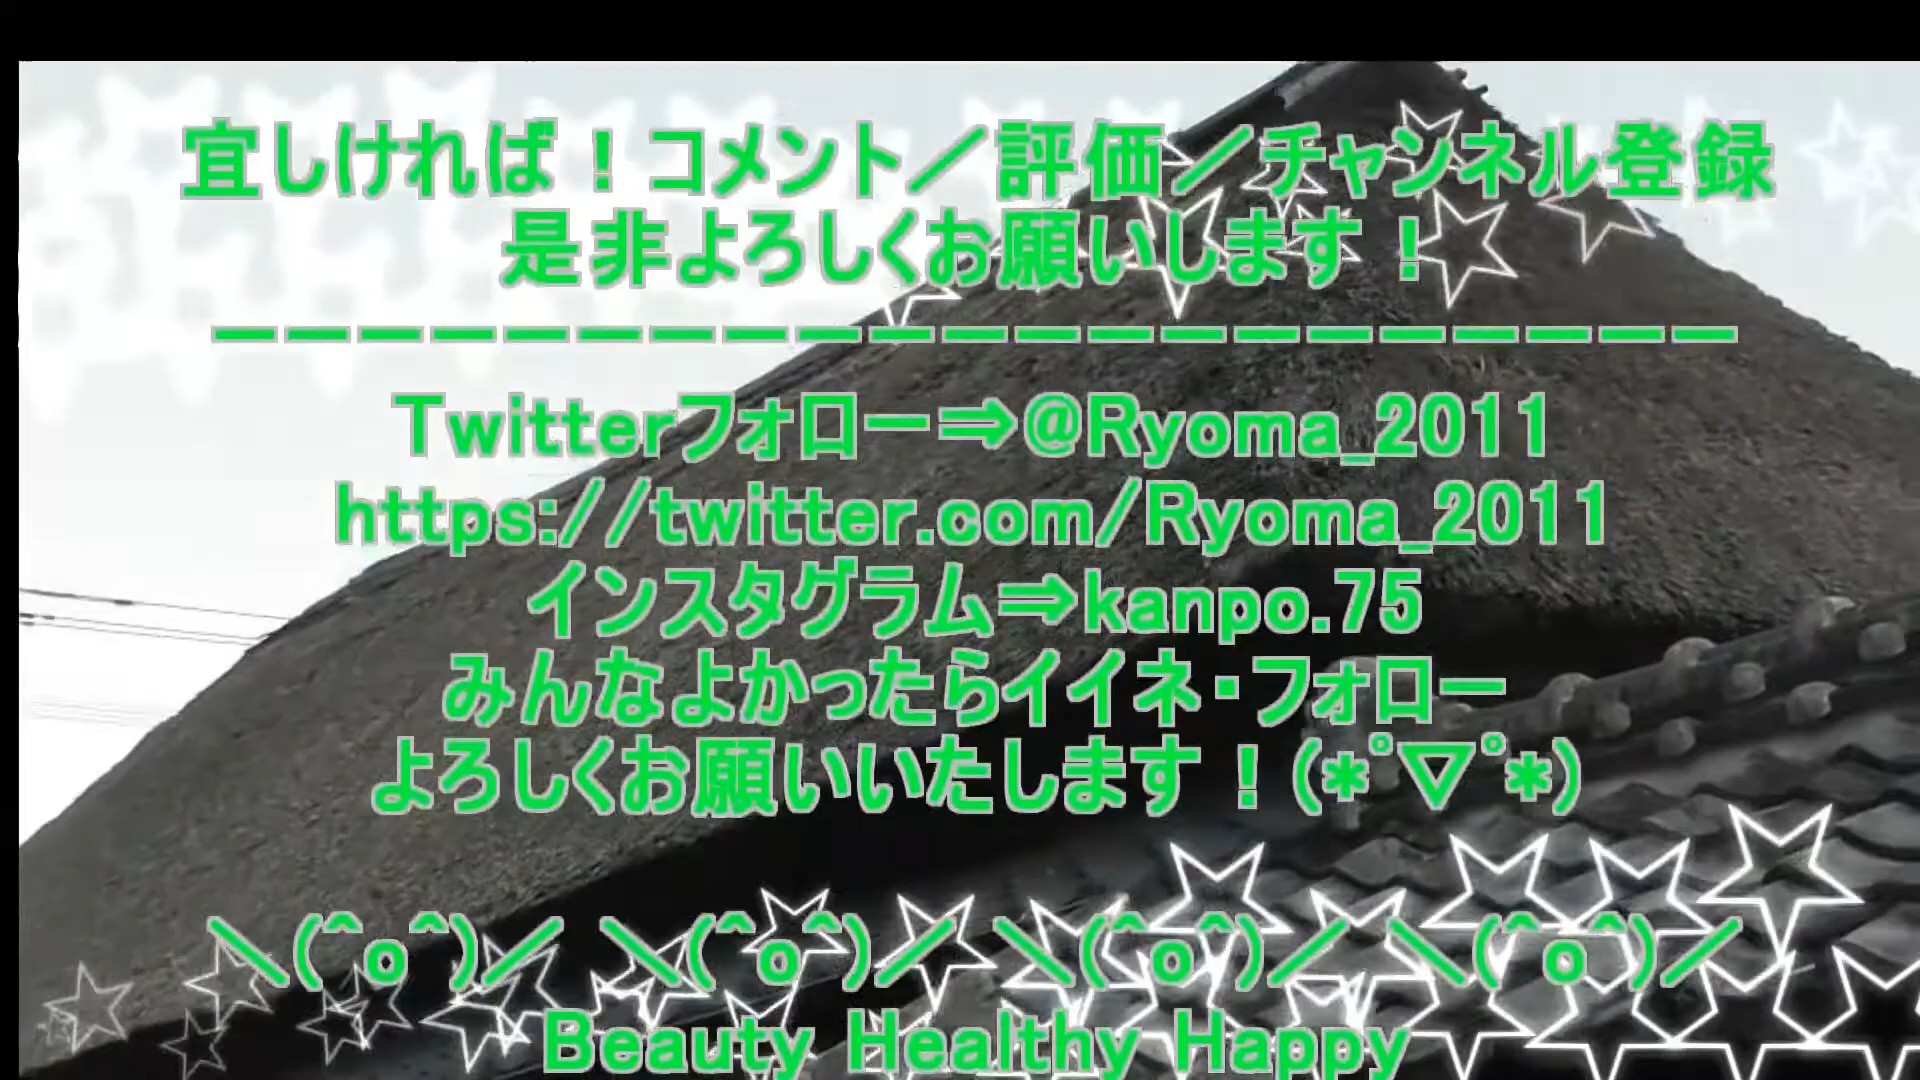 宜しければ！コメント／評価／チャンネル登録
是非よろしくお願いします！
ーーーーーーーーーーーーーーーーーーーーー
Twitterフォロー⇒@Ryoma_2011
https://twitter.com/Ryoma_2011
インスタグラム⇒kanpo.75
みんなよかったらイイネ・フォロー
よろしくお願いいたします！(*ﾟ▽ﾟ*)
＼(^o^)／ ＼(^o^)／ ＼(^o^)／ ＼(^o^)／
Beauty Healthy Happy